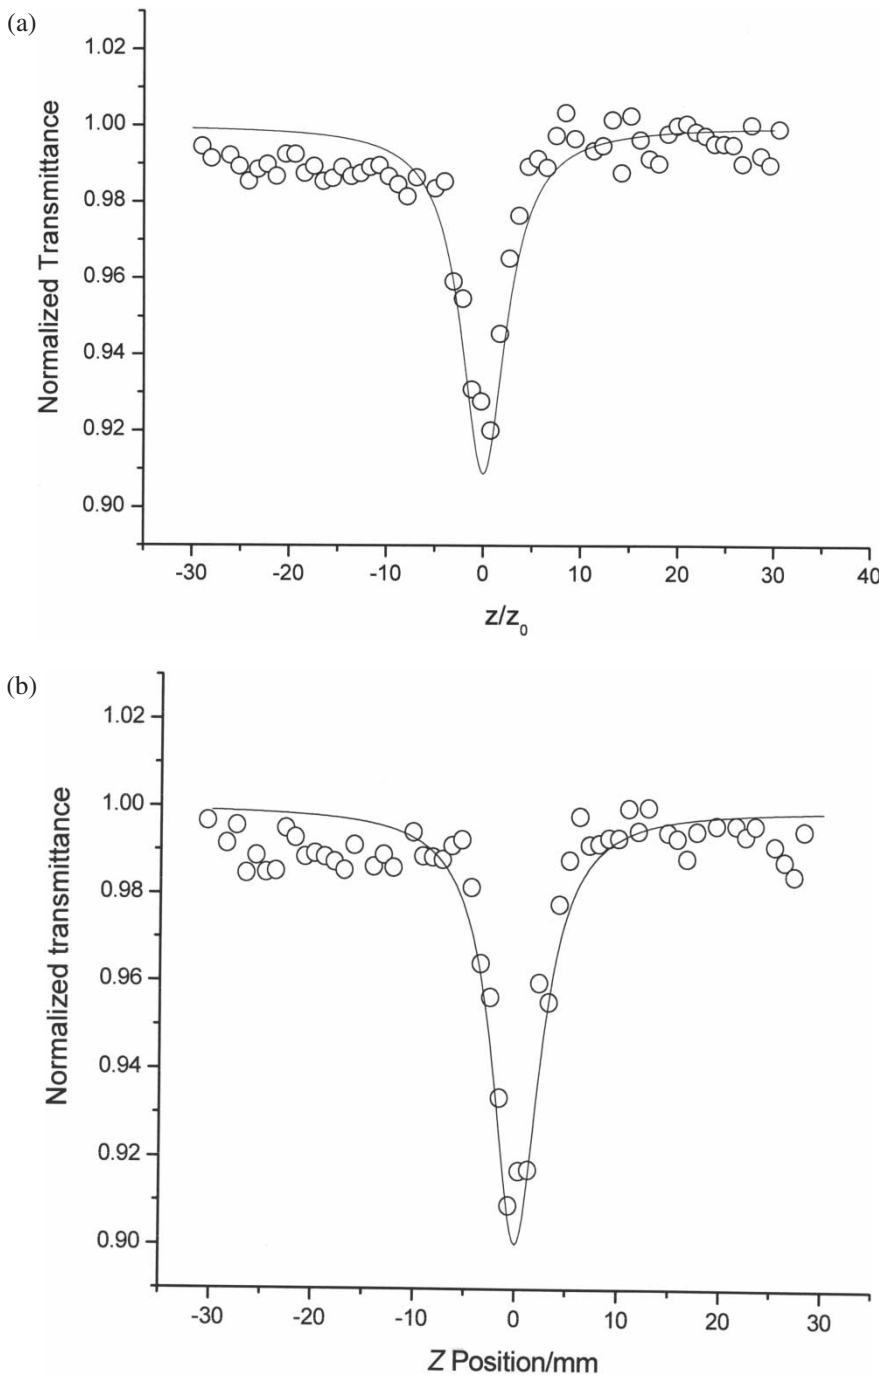 (a)
1.02
1.00
0.98
0.96
0.94
0.92
0.90
Normalized Transmittance
-30 -20 -10 0 10 20 30 40
z/z₀
(b)
1.02
1.00
0.98
0.96
0.94
0.92
0.90
Normalized transmittance
-30 -20 -10 0 10 20 30
Z Position/mm